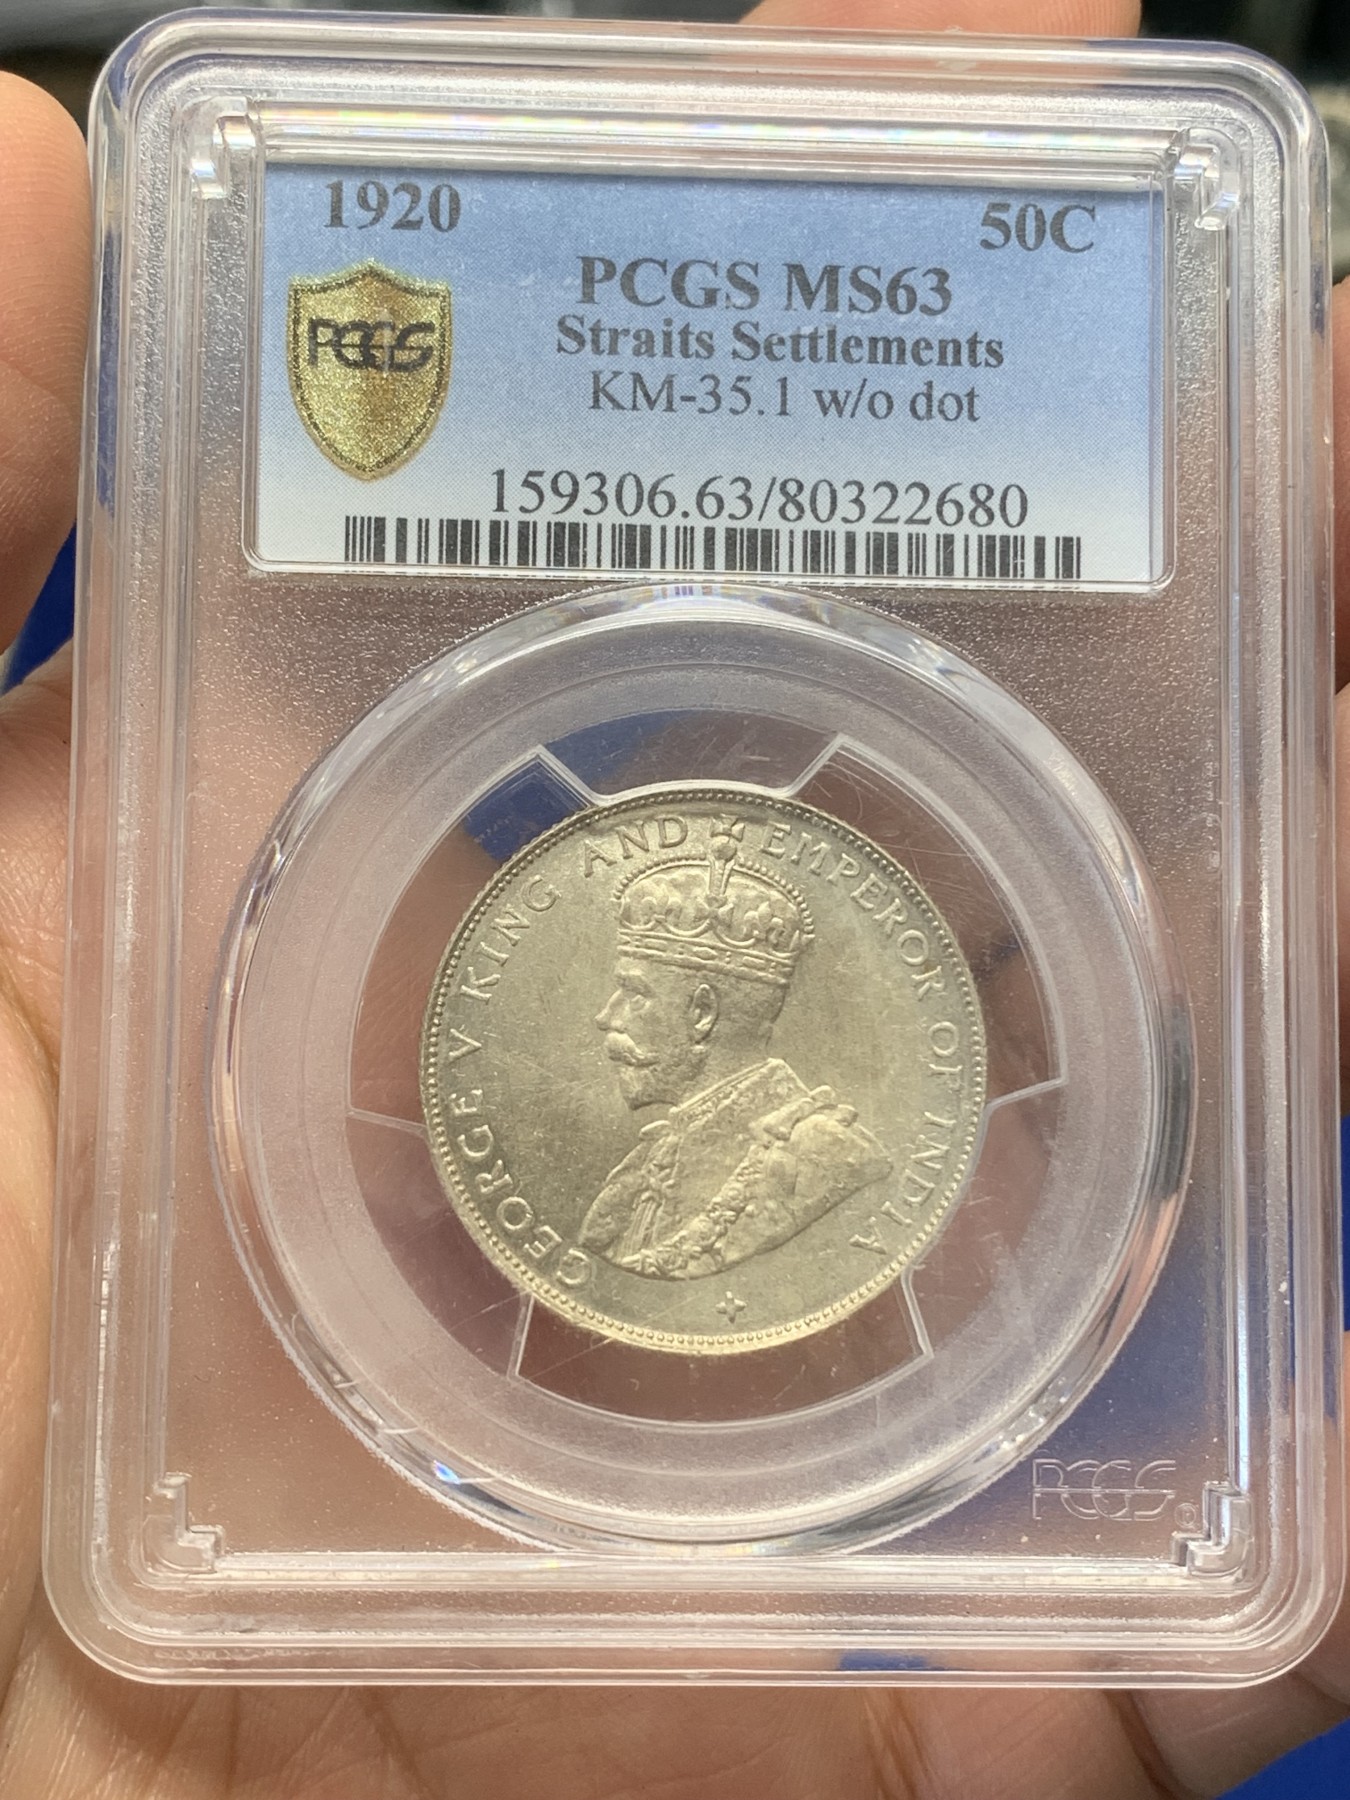 1920
50C
PCGS MS63
Straits Settlements
KM-35.1 w/o dot
PCGS
159306.63/80322680
GEORGE V KING AND EMPEROR OF INDIA
PCGS